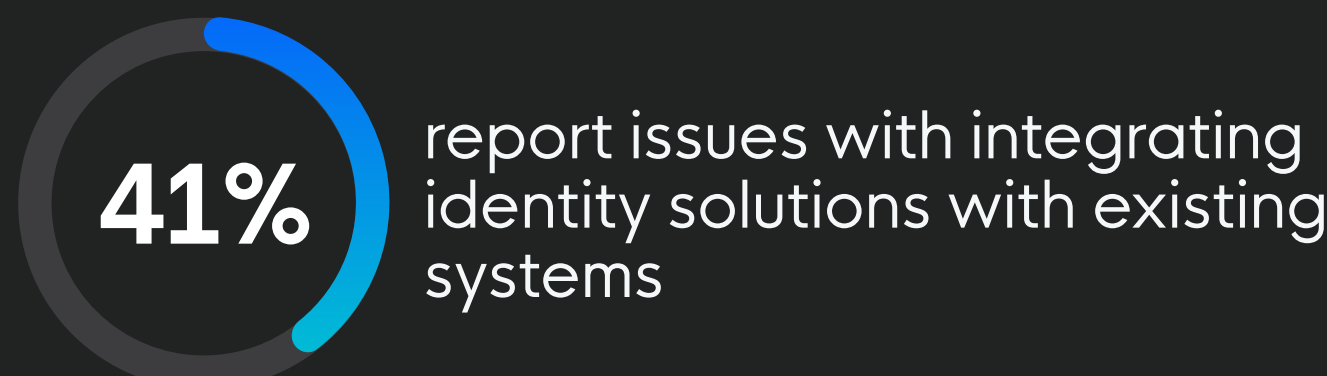 41%
report issues with integrating
identity solutions with existing
systems